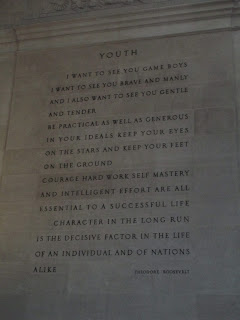 YOUTH
I WANT TO SEE YOU GAME BOYS
I WANT TO SEE YOU BRAVE AND MANLY
AND I ALSO WANT TO SEE YOU GENTLE
AND TENDER
BE PRACTICAL AS WELL AS GENEROUS
IN YOUR IDEALS KEEP YOUR EYES
ON THE STARS AND KEEP YOUR FEET
ON THE GROUND
COURAGE HARD WORK SELF MASTERY
AND INTELLIGENT EFFORT ARE ALL
ESSENTIAL TO A SUCCESSFUL LIFE
CHARACTER IN THE LONG RUN
IS THE DECISIVE FACTOR IN THE LIFE
OF AN INDIVIDUAL AND OF NATIONS
ALIKE
THEODORE ROOSEVELT